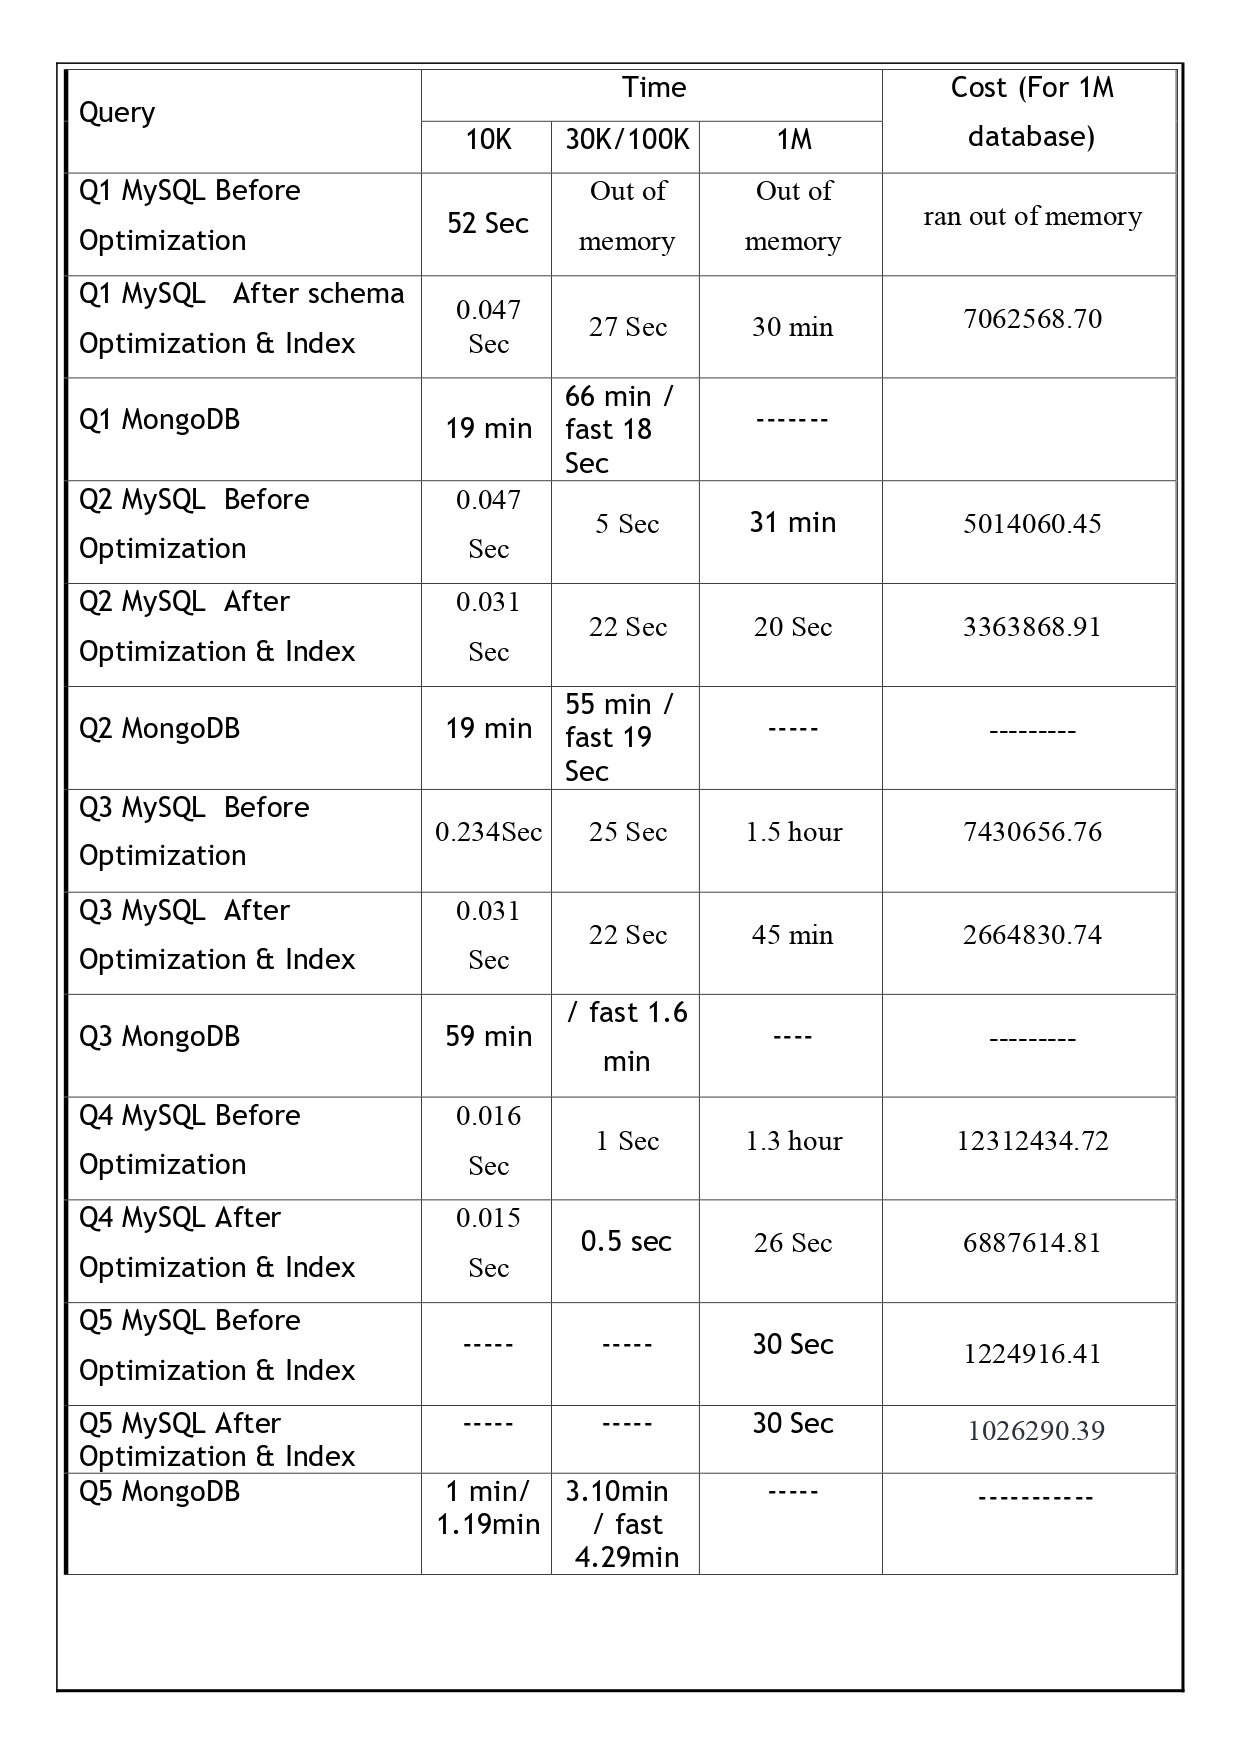 Query
Time
Cost (For 1M
database)
10K
30K/100K
1M
Q1 MySQL Before
Optimization
52 Sec
Out of
memory
Out of
memory
ran out of memory
Q1 MySQL After schema
Optimization & Index
0.047
Sec
27 Sec
30 min
7062568.70
Q1 MongoDB
19 min
66 min /
fast 18
Sec
-------
Q2 MySQL Before
Optimization
0.047
Sec
5 Sec
31 min
5014060.45
Q2 MySQL After
Optimization & Index
0.031
Sec
22 Sec
20 Sec
3363868.91
Q2 MongoDB
19 min
55 min /
fast 19
Sec
-----
---------
Q3 MySQL Before
Optimization
0.234Sec
25 Sec
1.5 hour
7430656.76
Q3 MySQL After
Optimization & Index
0.031
Sec
22 Sec
45 min
2664830.74
Q3 MongoDB
59 min
/ fast 1.6
min
----
---------
Q4 MySQL Before
Optimization
0.016
Sec
1 Sec
1.3 hour
12312434.72
Q4 MySQL After
Optimization & Index
0.015
Sec
0.5 sec
26 Sec
6887614.81
Q5 MySQL Before
Optimization & Index
-----
-----
30 Sec
1224916.41
Q5 MySQL After
Optimization & Index
-----
-----
30 Sec
1026290.39
Q5 MongoDB
1 min/
1.19min
3.10min
/ fast
4.29min
-----
-----------